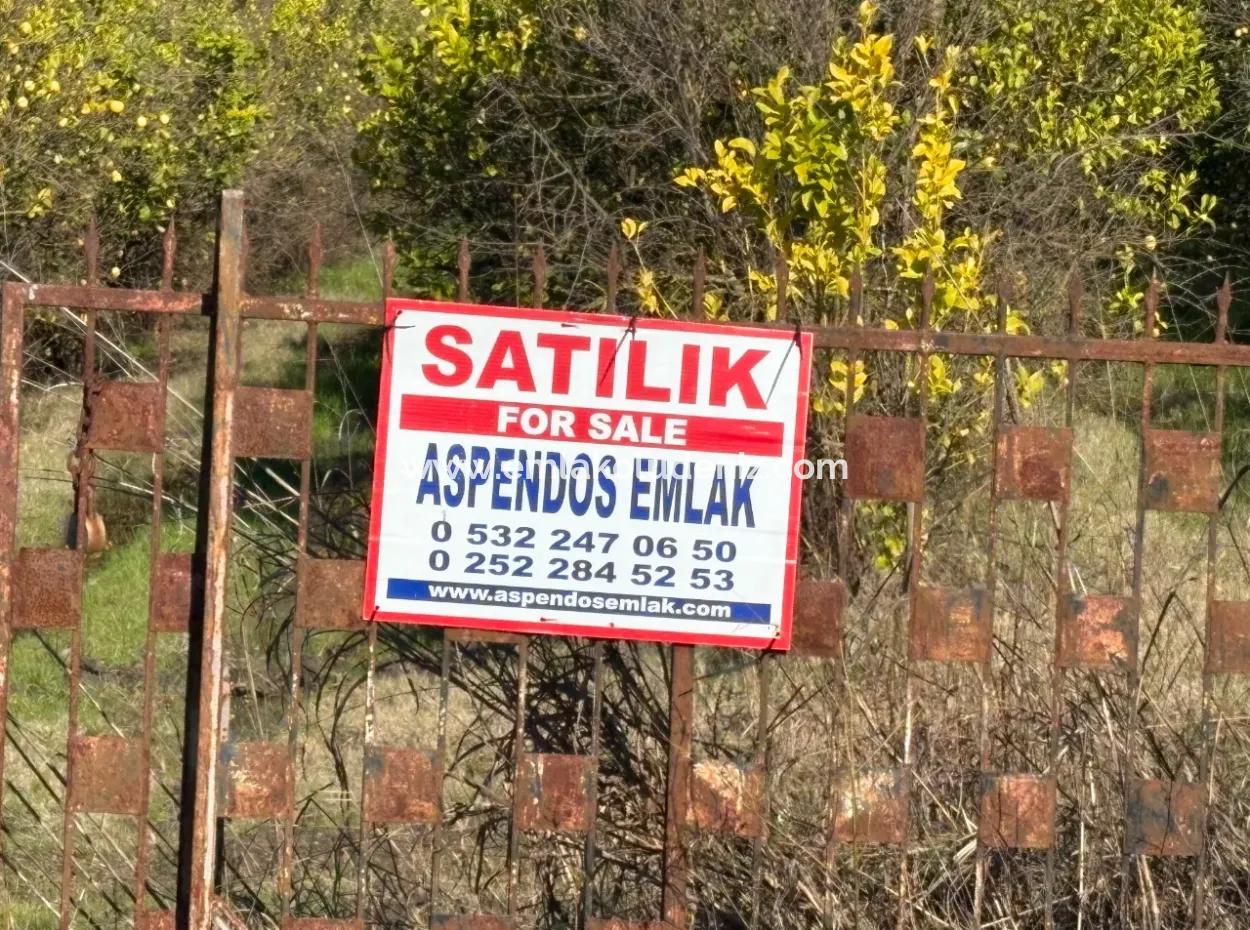 SATILIK
FOR SALE
ASPENDOS EMLAK
0 532 247 06 50
0 252 284 52 53
www.aspendosemlak.com